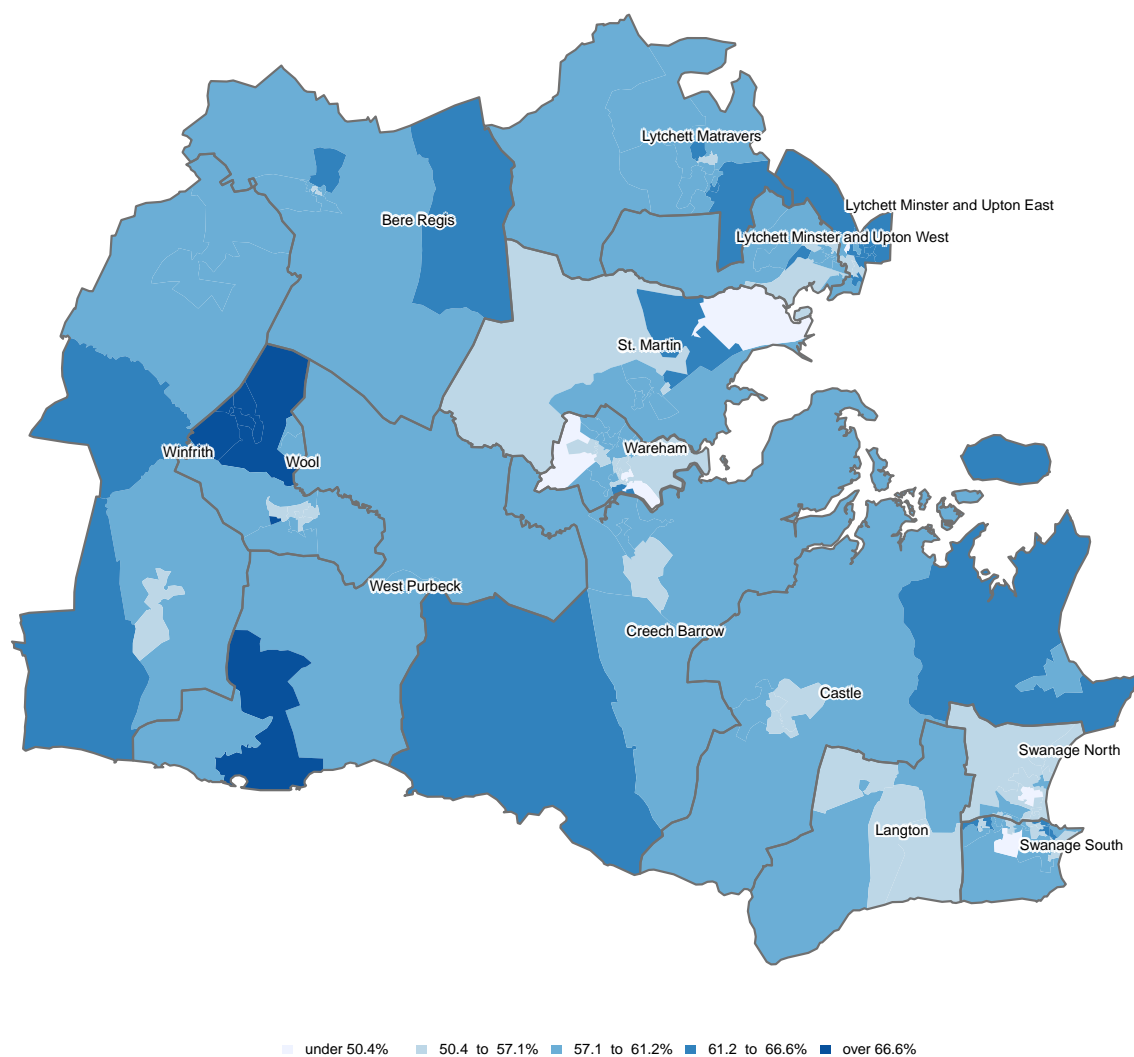 Lytchett Matravers
Lytchett Minster and Upton East
Bere Regis
Lytchett Minster and Upton West
St. Martin
Wareham
Winfrith
Wool
West Purbeck
Creech Barrow
Castle
Swanage North
Langton
Swanage South
under 50.4%
50.4 to 57.1%
57.1 to 61.2%
61.2 to 66.6%
over 66.6%